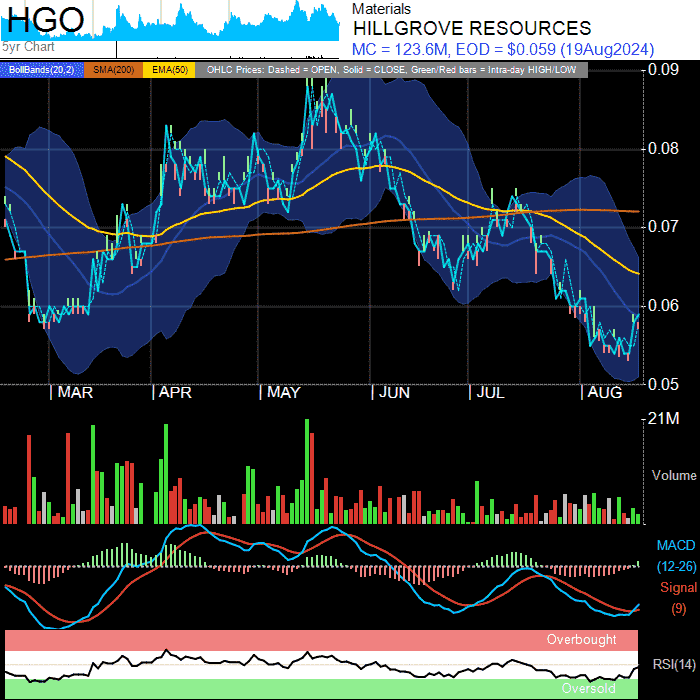 HGO
5yr Chart
Materials
HILLGROVE RESOURCES
MC = 123.6M, EOD = $0.059 (19Aug2024)
BollBands(20,2) SMA(200) EMA(50) OHLC Prices: Dashed = OPEN, Solid = CLOSE, Green/Red bars = Intra-day HIGH/LOW
0.09
0.08
0.07
0.06
0.05
MAR APR MAY JUN JUL AUG
21M
Volume
MACD
(12-26)
Signal
(9)
Overbought
RSI(14)
Oversold